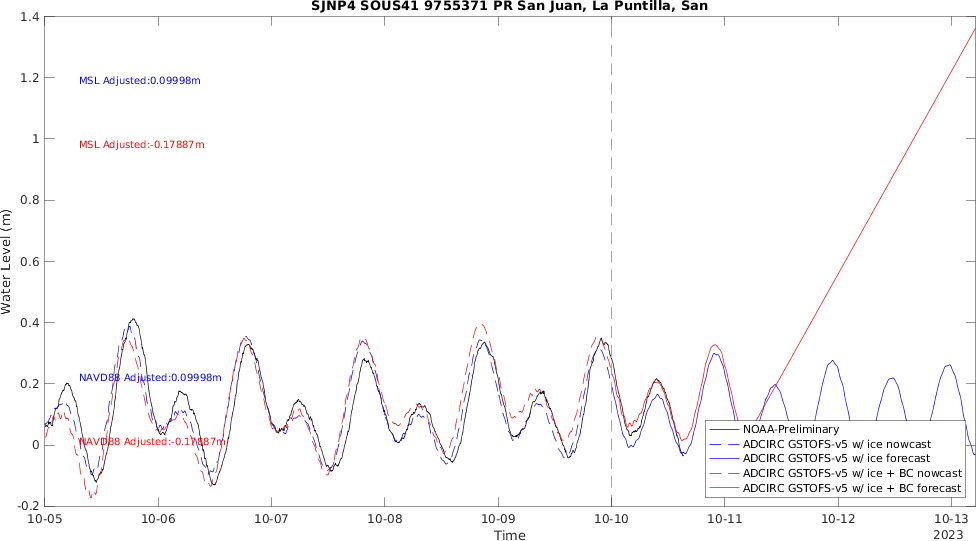 SJNP4 SOUS41 9755371 PR San Juan, La Puntilla, San
1.4
1.2
1
0.8
0.6
0.4
0.2
0
-0.2
Water Level (m)
MSL Adjusted:0.09998m
MSL Adjusted:-0.17887m
NAVD88 Adjusted:0.09998m
NAVD88 Adjusted:-0.17887m
NOAA-Preliminary
ADCIRC GSTOFS-v5 w/ ice nowcast
ADCIRC GSTOFS-v5 w/ ice forecast
ADCIRC GSTOFS-v5 w/ ice + BC nowcast
ADCIRC GSTOFS-v5 w/ ice + BC forecast
10-05 10-06 10-07 10-08 10-09 10-10 10-11 10-12 10-13
Time
2023